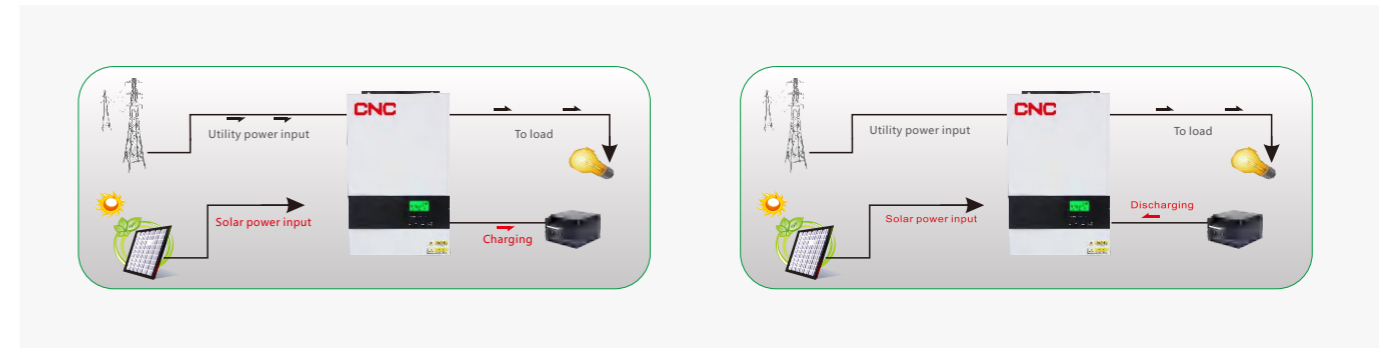 CNC
Utility power input
To load
Solar power input
Charging
CNC
Utility power input
To load
Discharging
Solar power input